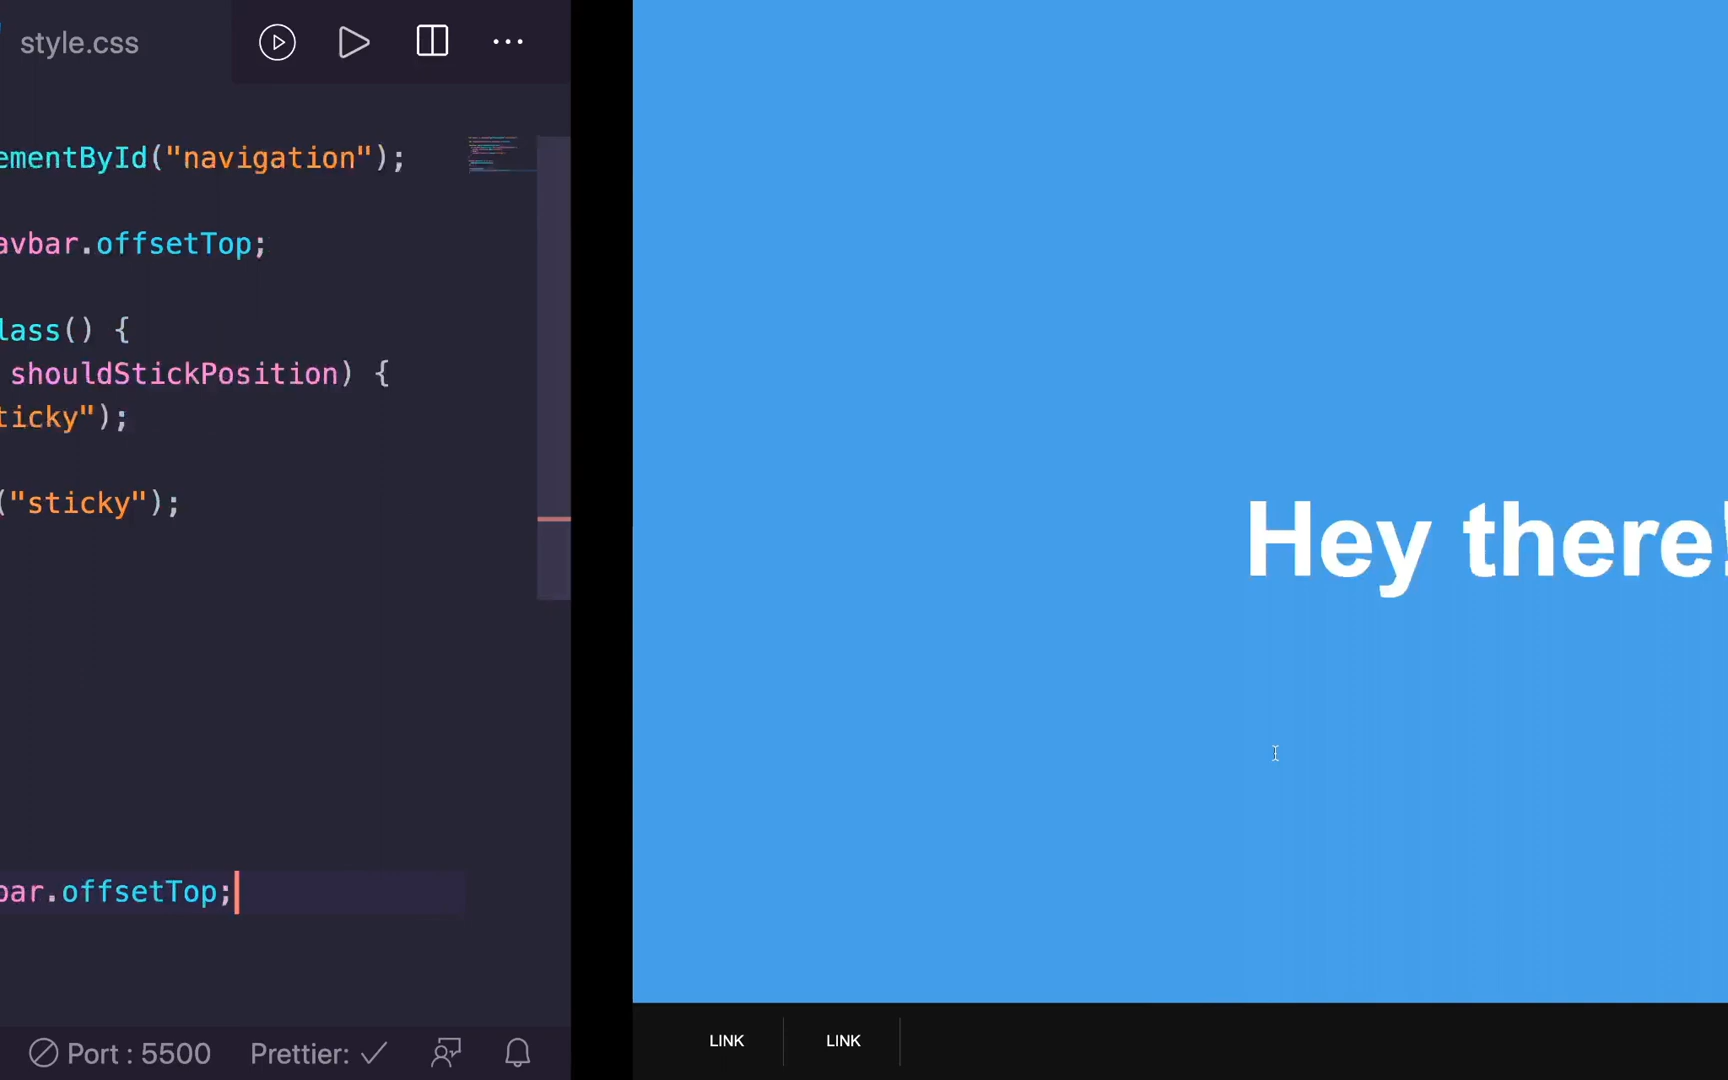 style.css
ementById("navigation");
avbar.offsetTop;
lass() {
shouldStickPosition) {
ticky");
("sticky");
bar.offsetTop;
Port : 5500 Prettier: ✓
Hey there!
LINK LINK